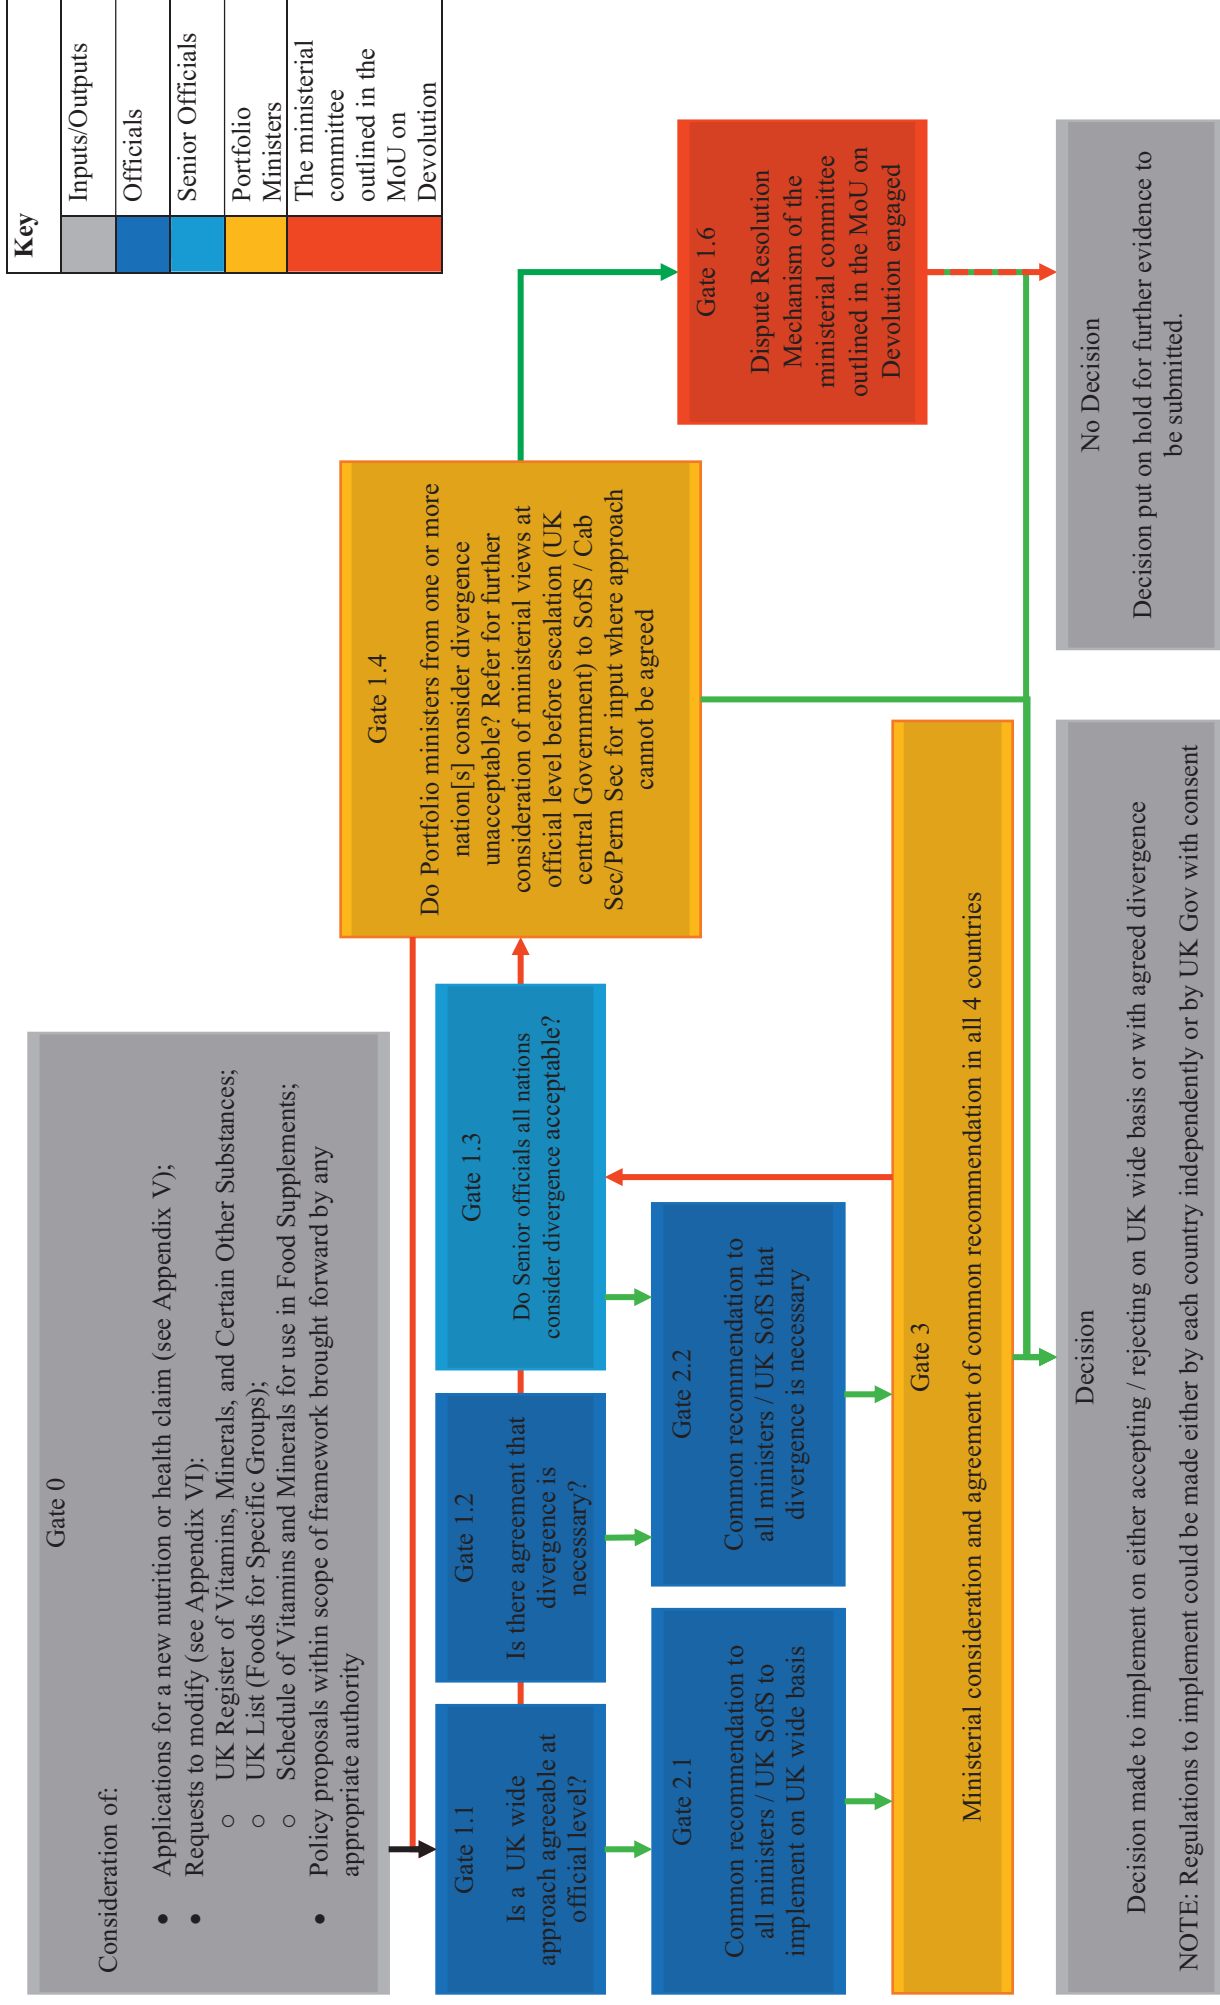 Key
Inputs/Outputs
Officials
Senior Officials
Portfolio
Ministers
The ministerial
committee
outlined in the
MoU on
Devolution
Gate 0
Consideration of:
• Applications for a new nutrition or health claim (see Appendix V);
• Requests to modify (see Appendix VI):
○ UK Register of Vitamins, Minerals, and Certain Other Substances;
○ UK List (Foods for Specific Groups);
○ Schedule of Vitamins and Minerals for use in Food Supplements;
• Policy proposals within scope of framework brought forward by any
appropriate authority
Gate 1.1
Is a UK wide
approach agreeable at
official level?
Gate 1.2
Is there agreement that
divergence is
necessary?
Gate 1.3
Do Senior officials all nations
consider divergence acceptable?
Gate 1.4
Do Portfolio ministers from one or more
nation[s] consider divergence
unacceptable? Refer for further
consideration of ministerial views at
official level before escalation (UK
central Government) to SofS / Cab
Sec/Perm Sec for input where approach
cannot be agreed
Gate 1.6
Dispute Resolution
Mechanism of the
ministerial committee
outlined in the MoU on
Devolution engaged
Gate 2.1
Common recommendation to
all ministers / UK SofS to
implement on UK wide basis
Gate 2.2
Common recommendation to
all ministers / UK SofS that
divergence is necessary
Gate 3
Ministerial consideration and agreement of common recommendation in all 4 countries
Decision
Decision made to implement on either accepting / rejecting on UK wide basis or with agreed divergence
NOTE: Regulations to implement could be made either by each country independently or by UK Gov with consent
No Decision
Decision put on hold for further evidence to
be submitted.